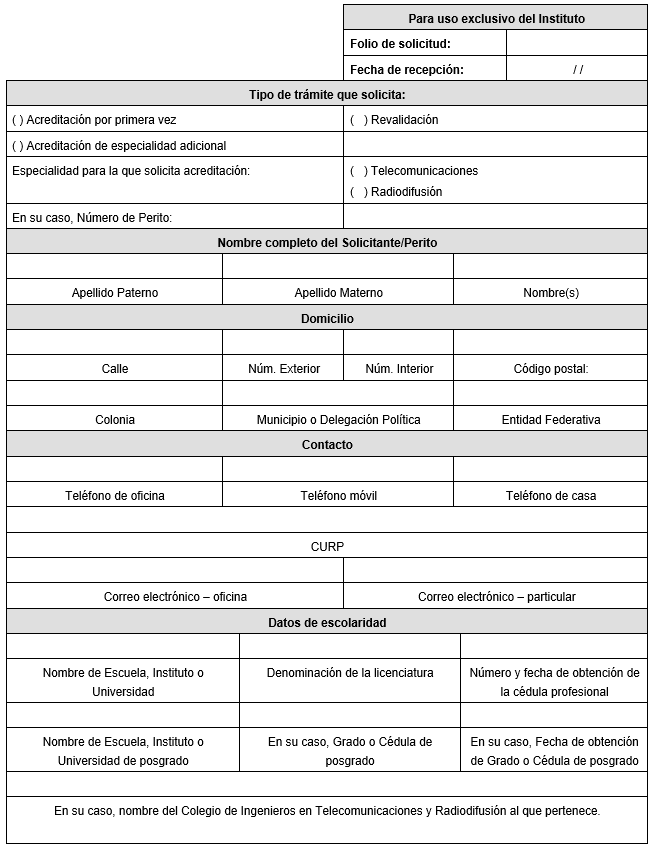 Para uso exclusivo del Instituto
Folio de solicitud:
Fecha de recepción: / /
Tipo de trámite que solicita:
( ) Acreditación por primera vez ( ) Revalidación
( ) Acreditación de especialidad adicional
Especialidad para la que solicita acreditación: ( ) Telecomunicaciones
( ) Radiodifusión
En su caso, Número de Perito:
Nombre completo del Solicitante/Perito
Apellido Paterno Apellido Materno Nombre(s)
Domicilio
Calle Núm. Exterior Núm. Interior Código postal:
Colonia Municipio o Delegación Política Entidad Federativa
Contacto
Teléfono de oficina Teléfono móvil Teléfono de casa
CURP
Correo electrónico – oficina Correo electrónico – particular
Datos de escolaridad
Nombre de Escuela, Instituto o Denominación de la licenciatura Número y fecha de obtención de
Universidad la cédula profesional
Nombre de Escuela, Instituto o En su caso, Grado o Cédula de En su caso, Fecha de obtención
Universidad de posgrado posgrado de Grado o Cédula de posgrado
En su caso, nombre del Colegio de Ingenieros en Telecomunicaciones y Radiodifusión al que pertenece.